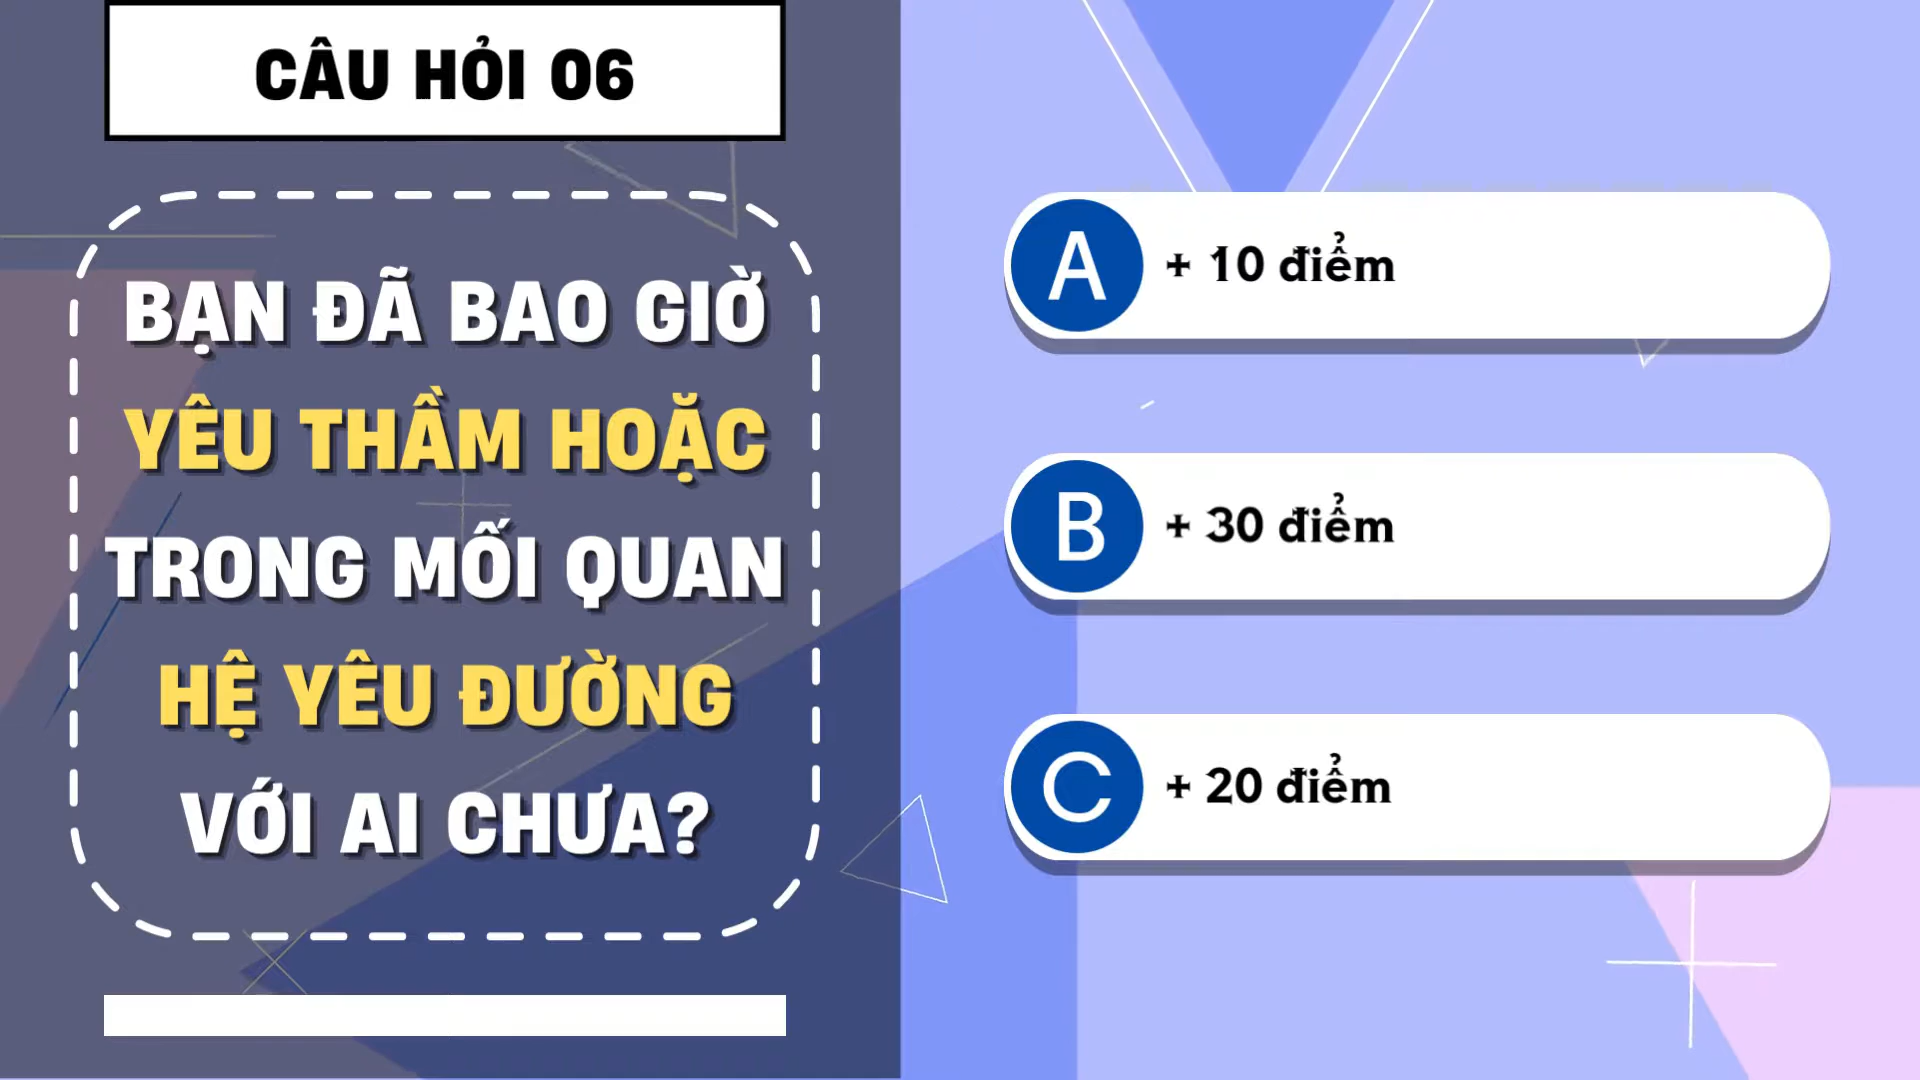 CÂU HỎI 06
BẠN ĐÃ BAO GIỜ
YÊU THẦM HOẶC
TRONG MỐI QUAN
HỆ YÊU ĐƯỜNG
VỚI AI CHƯA?
A + 10 điểm
B + 30 điểm
C + 20 điểm